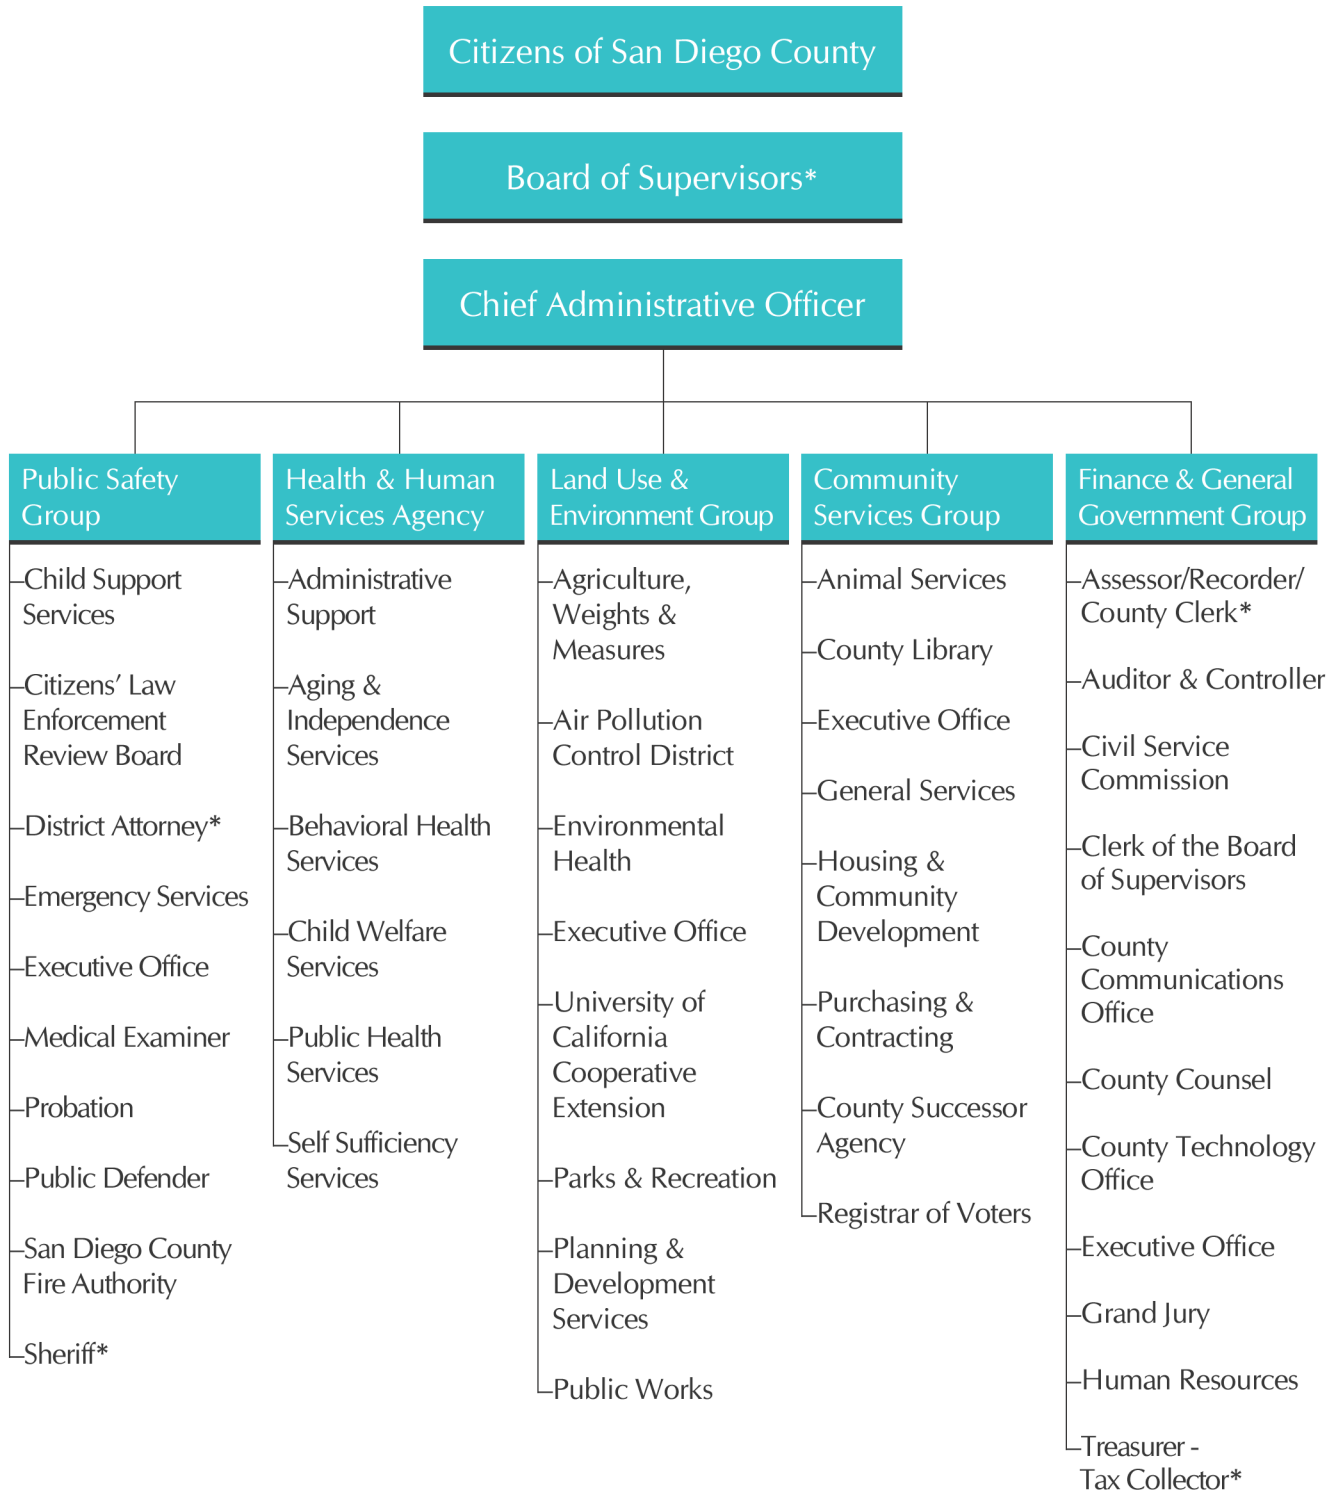 Citizens of San Diego County
Board of Supervisors*
Chief Administrative Officer
Public Safety
Group
Child Support
Services
Citizens’ Law
Enforcement
Review Board
District Attorney*
Emergency Services
Executive Office
Medical Examiner
Probation
Public Defender
San Diego County
Fire Authority
Sheriff*
Health & Human
Services Agency
Administrative
Support
Aging &
Independence
Services
Behavioral Health
Services
Child Welfare
Services
Public Health
Services
Self Sufficiency
Services
Land Use &
Environment Group
Agriculture,
Weights &
Measures
Air Pollution
Control District
Environmental
Health
Executive Office
University of
California
Cooperative
Extension
Parks & Recreation
Planning &
Development
Services
Public Works
Community
Services Group
Animal Services
County Library
Executive Office
General Services
Housing &
Community
Development
Purchasing &
Contracting
County Successor
Agency
Registrar of Voters
Finance & General
Government Group
Assessor/Recorder/
County Clerk*
Auditor & Controller
Civil Service
Commission
Clerk of the Board
of Supervisors
County
Communications
Office
County Counsel
County Technology
Office
Executive Office
Grand Jury
Human Resources
Treasurer -
Tax Collector*